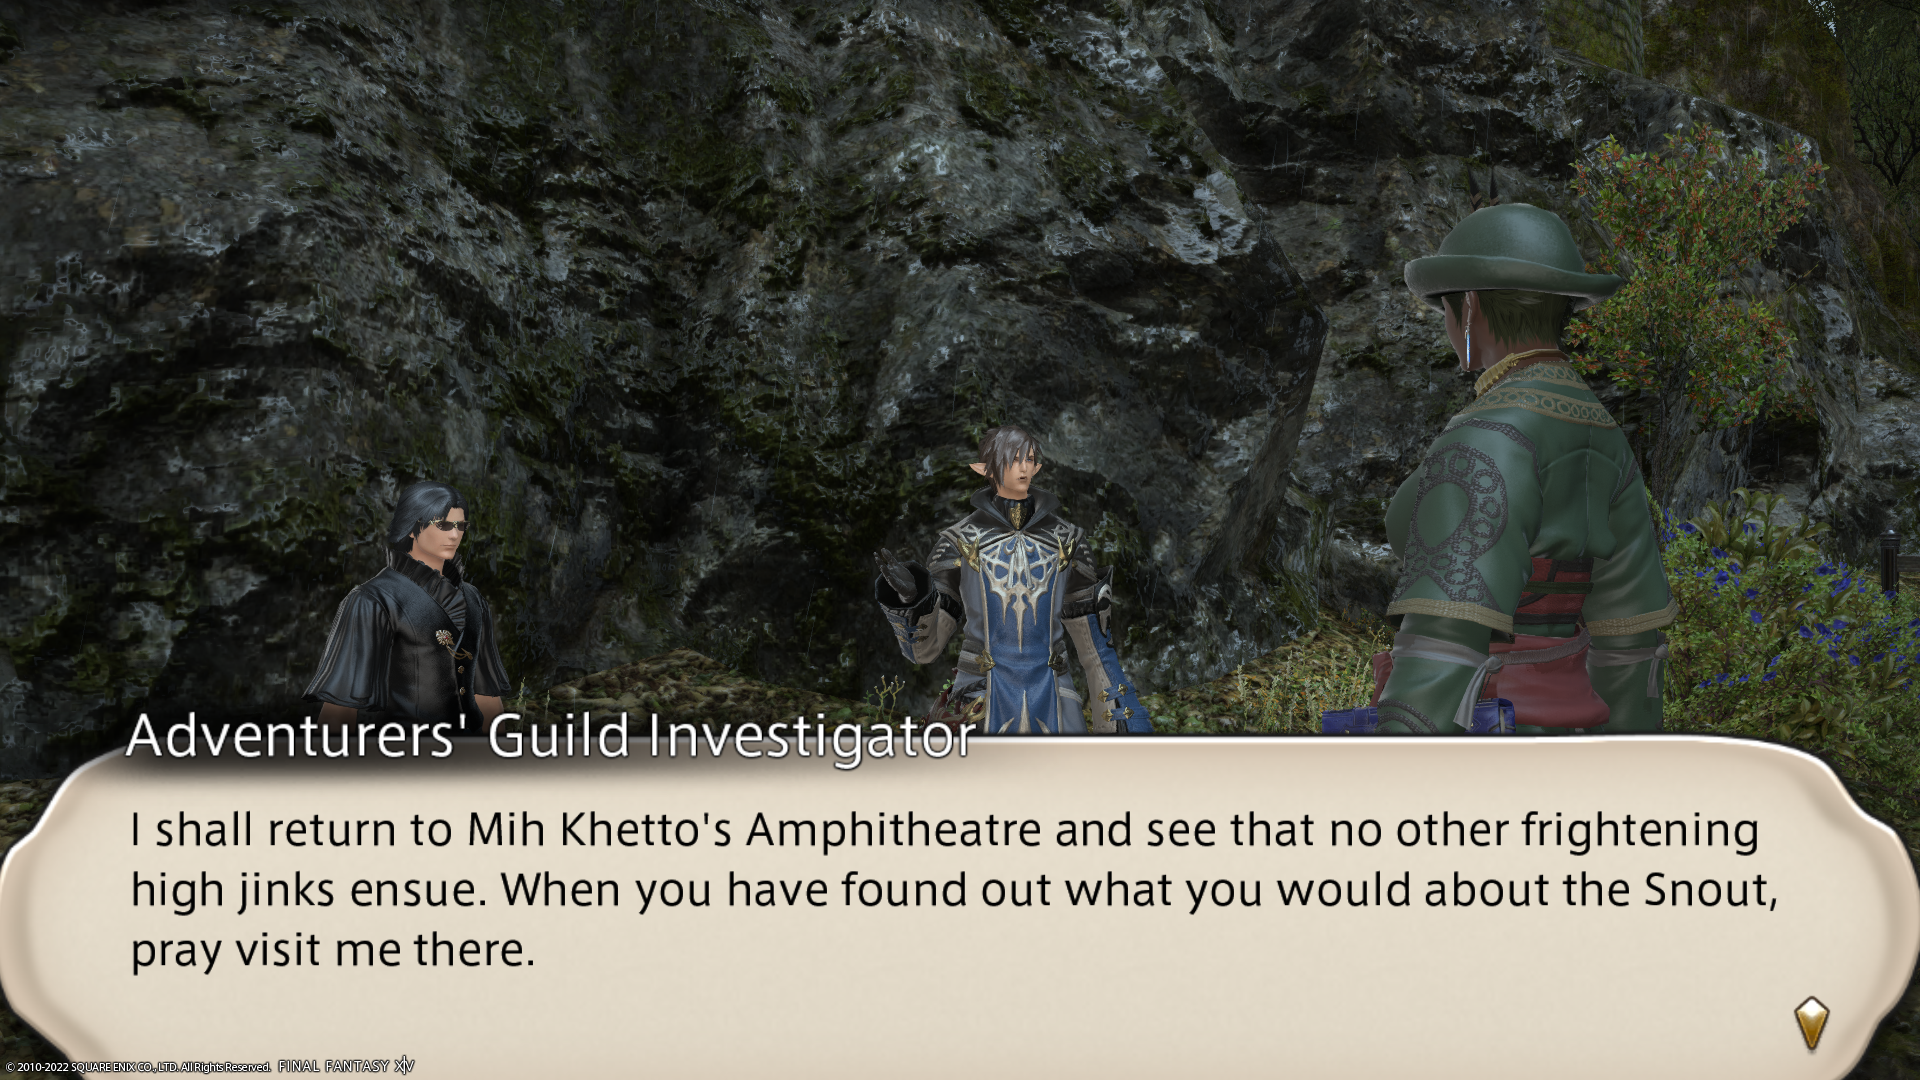 Adventurers' Guild Investigator
I shall return to Mih Khetto's Amphitheatre and see that no other frightening
high jinks ensue. When you have found out what you would about the Snout,
pray visit me there.
© 2010-2022 SQUARE ENIX CO., LTD. All Rights Reserved. FINAL FANTASY XIV